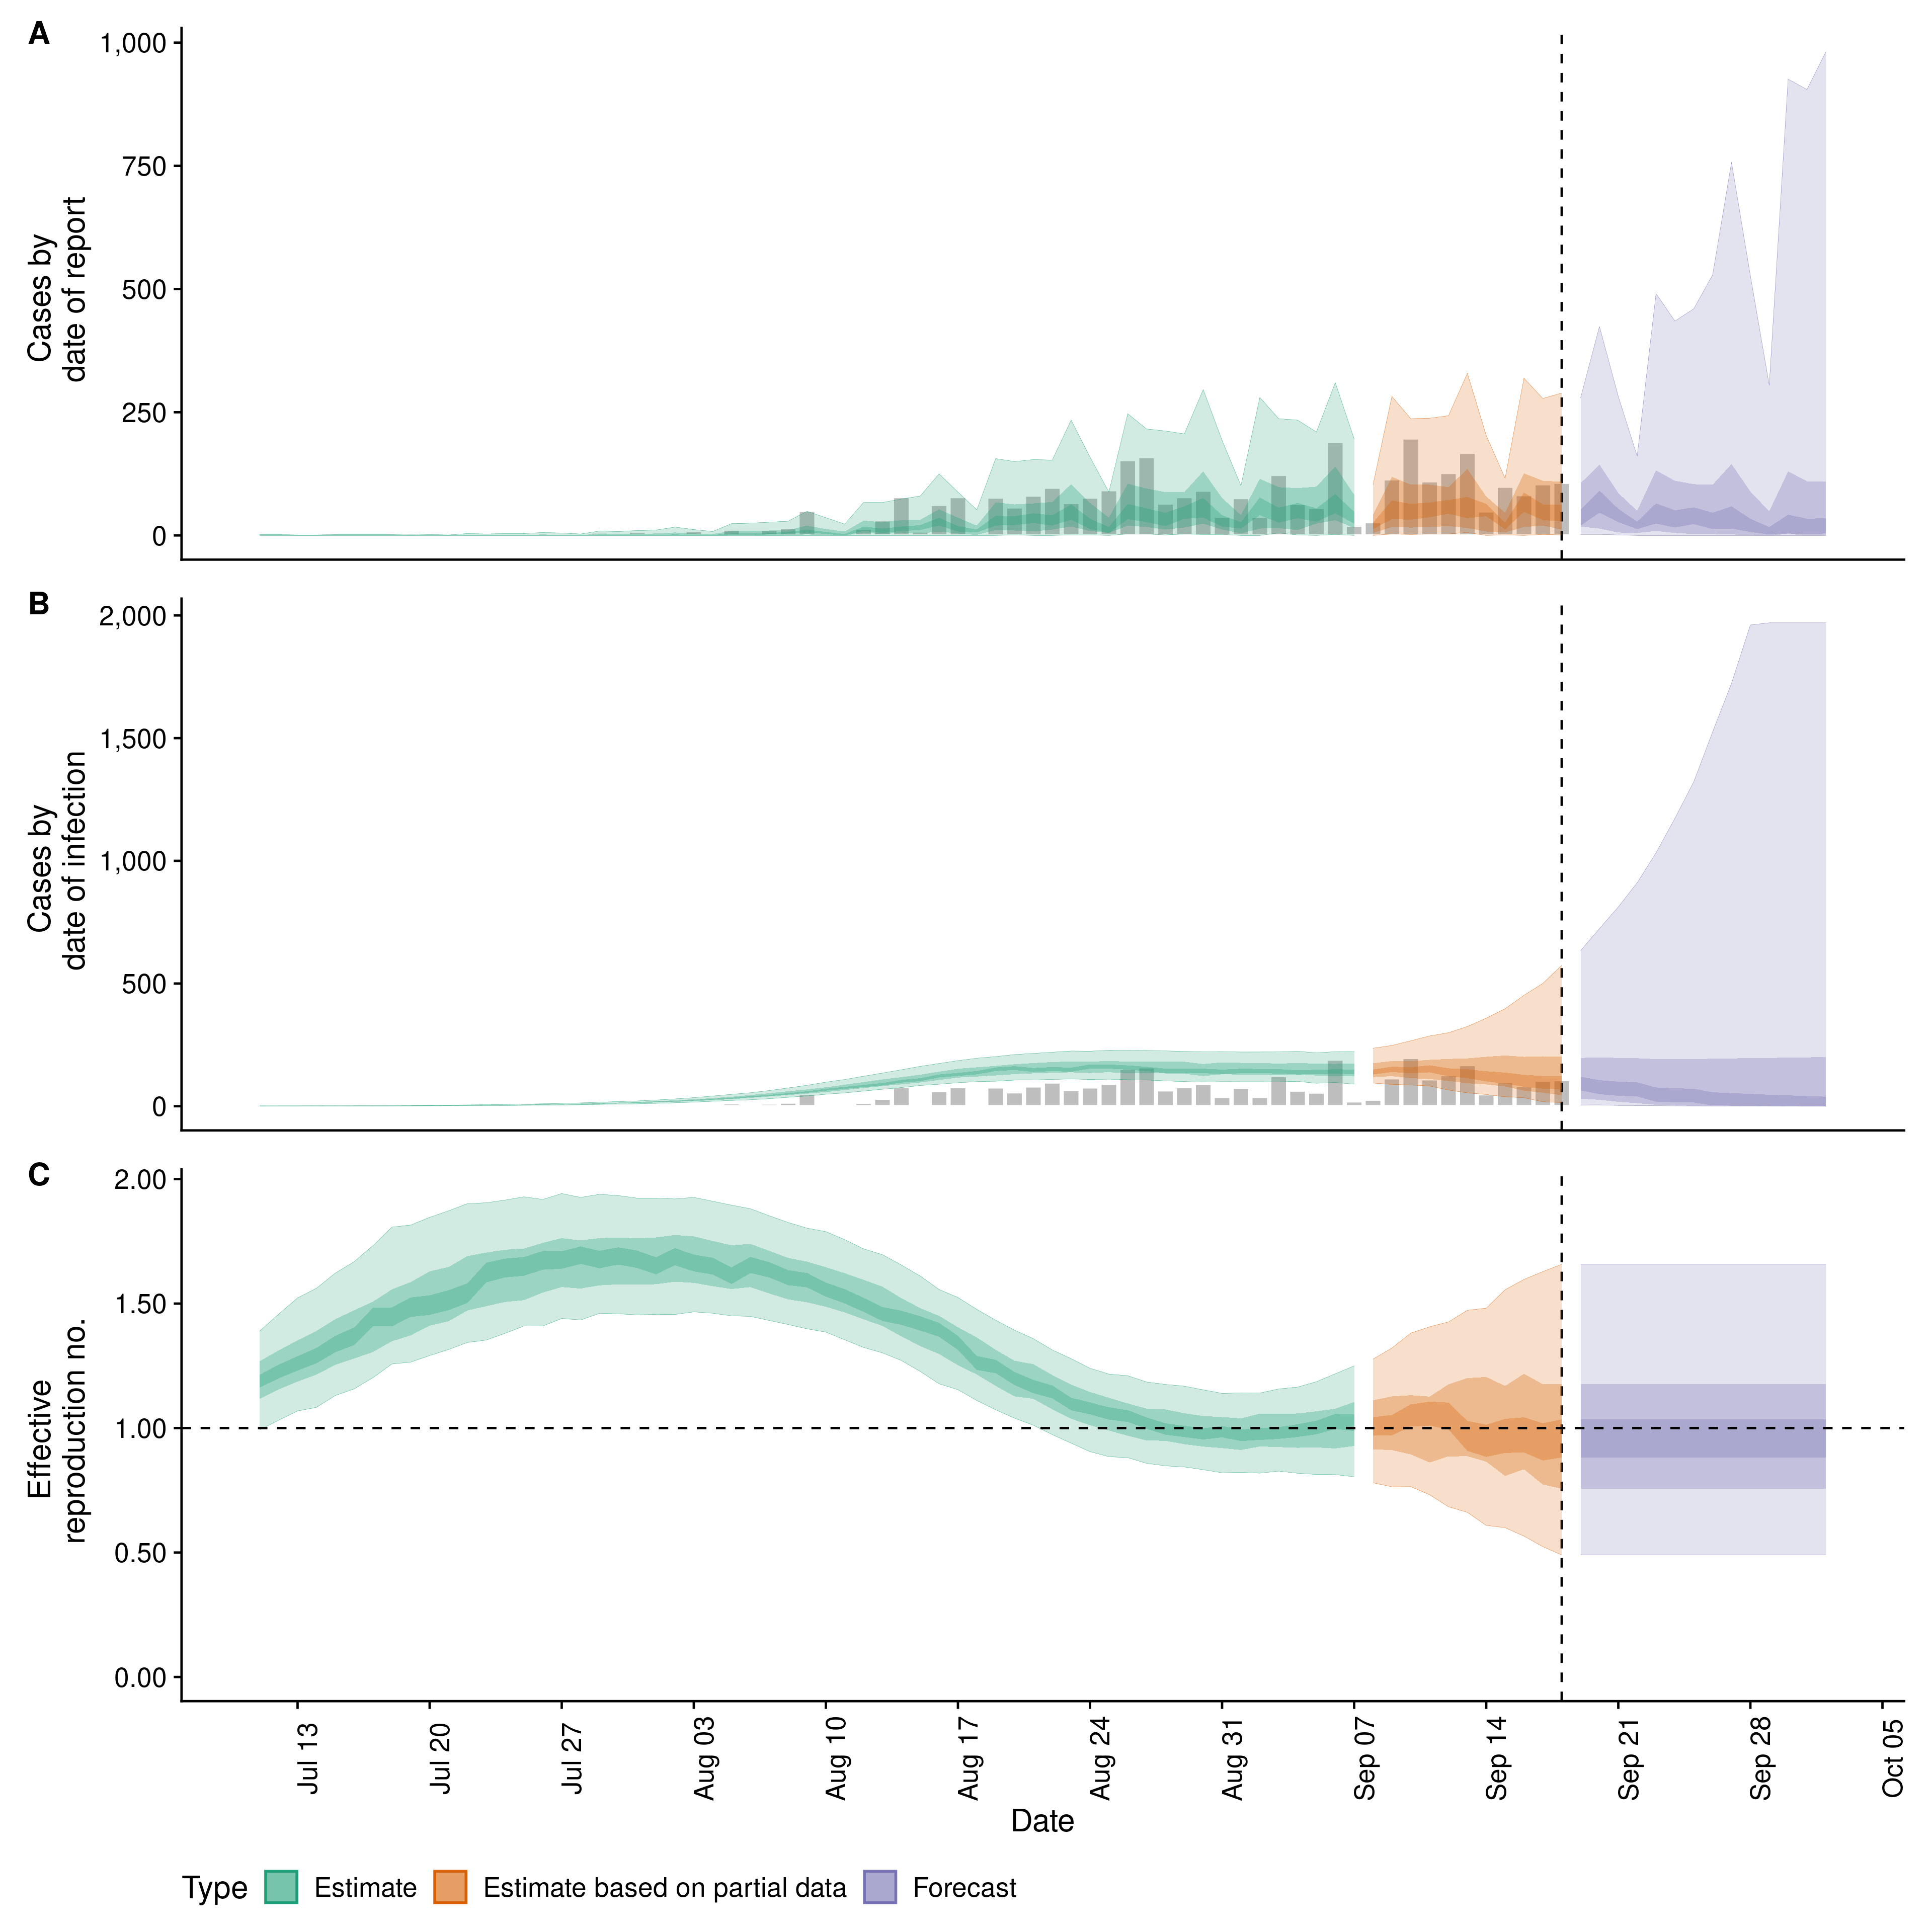 A
1,000
750
500
250
0
Cases by
date of report
B
2,000
1,500
1,000
500
0
Cases by
date of infection
C
2.00
1.50
1.00
0.50
0.00
Effective
reproduction no.
Jul 13
Jul 20
Jul 27
Aug 03
Aug 10
Aug 17
Aug 24
Aug 31
Sep 07
Sep 14
Sep 21
Sep 28
Oct 05
Date
Type Estimate Estimate based on partial data Forecast